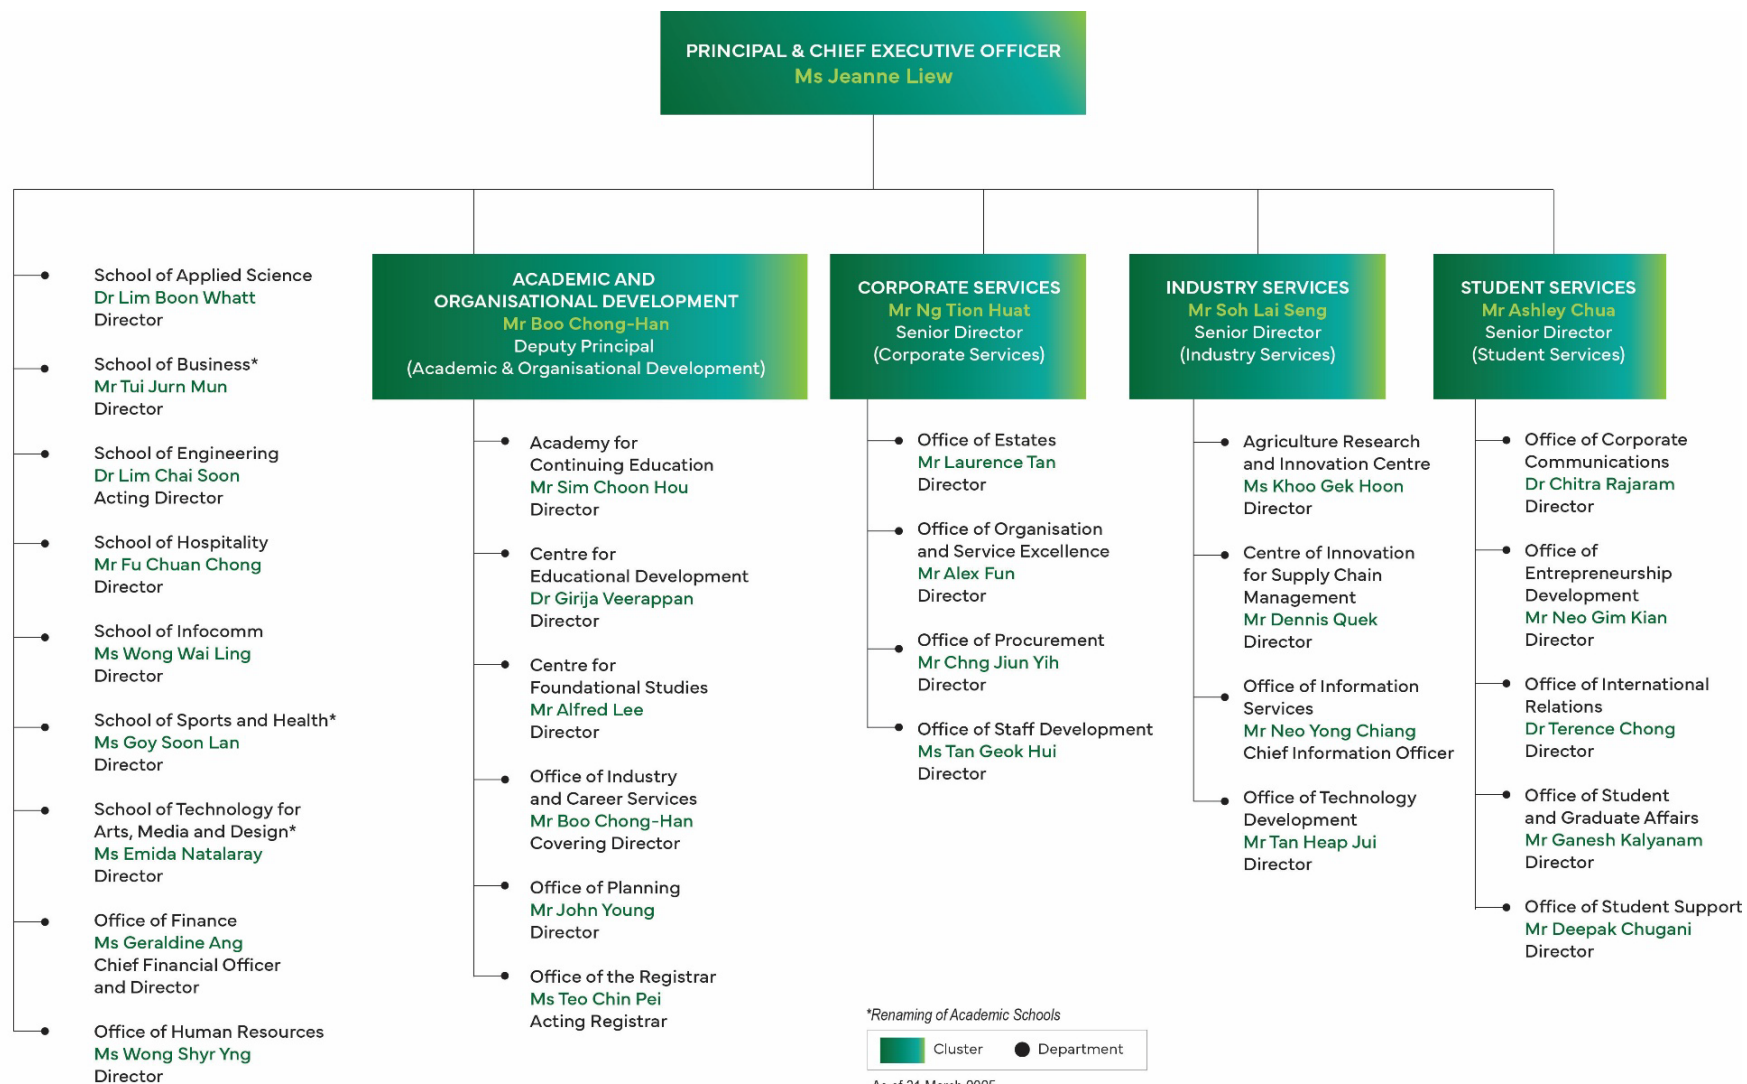 PRINCIPAL & CHIEF EXECUTIVE OFFICER
Ms Jeanne Liew
School of Applied Science
Dr Lim Boon Whatt
Director
School of Business*
Mr Tui Jurn Mun
Director
School of Engineering
Dr Lim Chai Soon
Acting Director
School of Hospitality
Mr Fu Chuan Chong
Director
School of Infocomm
Ms Wong Wai Ling
Director
School of Sports and Health*
Ms Goy Soon Lan
Director
School of Technology for
Arts, Media and Design*
Ms Emida Natalaray
Director
Office of Finance
Ms Geraldine Ang
Chief Financial Officer
and Director
Office of Human Resources
Ms Wong Shyr Yng
Director
ACADEMIC AND
ORGANISATIONAL DEVELOPMENT
Mr Boo Chong-Han
Deputy Principal
(Academic & Organisational Development)
Academy for
Continuing Education
Mr Sim Choon Hou
Director
Centre for
Educational Development
Dr Girija Veerappan
Director
Centre for
Foundational Studies
Mr Alfred Lee
Director
Office of Industry
and Career Services
Mr Boo Chong-Han
Covering Director
Office of Planning
Mr John Young
Director
Office of the Registrar
Ms Teo Chin Pei
Acting Registrar
CORPORATE SERVICES
Mr Ng Tion Huat
Senior Director
(Corporate Services)
Office of Estates
Mr Laurence Tan
Director
Office of Organisation
and Service Excellence
Mr Alex Fun
Director
Office of Procurement
Mr Chng Jiun Yih
Director
Office of Staff Development
Ms Tan Geok Hui
Director
INDUSTRY SERVICES
Mr Soh Lai Seng
Senior Director
(Industry Services)
Agriculture Research
and Innovation Centre
Ms Khoo Gek Hoon
Director
Centre of Innovation
for Supply Chain
Management
Mr Dennis Quek
Director
Office of Information
Services
Mr Neo Yong Chiang
Chief Information Officer
Office of Technology
Development
Mr Tan Heap Jui
Director
STUDENT SERVICES
Mr Ashley Chua
Senior Director
(Student Services)
Office of Corporate
Communications
Dr Chitra Rajaram
Director
Office of
Entrepreneurship
Development
Mr Neo Gim Kian
Director
Office of International
Relations
Dr Terence Chong
Director
Office of Student
and Graduate Affairs
Mr Ganesh Kalyanam
Director
Office of Student Support
Mr Deepak Chugani
Director
*Renaming of Academic Schools
Cluster
Department
As of March